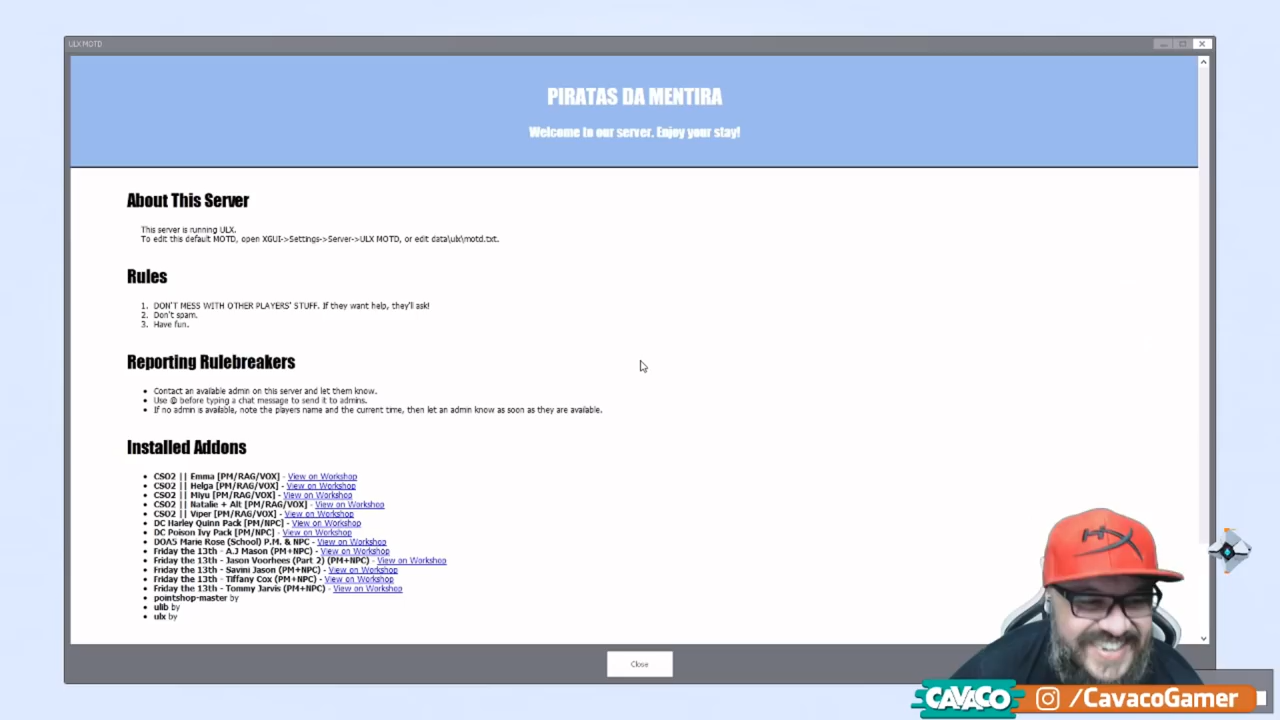 ULX MOTD
PIRATAS DA MENTIRA
Welcome to our server. Enjoy your stay!
About This Server
This server is running ULX.
To edit this default MOTD, open XGUI->Settings->Server->ULX MOTD, or edit data\ulx\motd.txt.
Rules
1. DON'T MESS WITH OTHER PLAYERS' STUFF. If they want help, they'll ask!
2. Don't spam.
3. Have fun.
Reporting Rulebreakers
• Contact an available admin on this server and let them know.
• Use @ before typing a chat message to send it to admins.
• If no admin is available, note the players name and the current time, then let an admin know as soon as they are available.
Installed Addons
• CSO2 || Emma [PM/RAG/VOX] - View on Workshop
• CSO2 || Helga [PM/RAG/VOX] - View on Workshop
• CSO2 || Miyu [PM/RAG/VOX] - View on Workshop
• CSO2 || Natalie + Alt [PM/RAG/VOX] - View on Workshop
• CSO2 || Viper [PM/RAG/VOX] - View on Workshop
• DC Harley Quinn Pack [PM/NPC] - View on Workshop
• DC Poison Ivy Pack [PM/NPC] - View on Workshop
• DOA5 Marie Rose (School) P.M. & NPC - View on Workshop
• Friday the 13th - A.J Mason (PM+NPC) - View on Workshop
• Friday the 13th - Jason Voorhees (Part 2) (PM+NPC) - View on Workshop
• Friday the 13th - Savini Jason (PM+NPC) - View on Workshop
• Friday the 13th - Tiffany Cox (PM+NPC) - View on Workshop
• Friday the 13th - Tommy Jarvis (PM+NPC) - View on Workshop
• pointshop-master by
• ulib by
• ulx by
Close
CAVACO /CavacoGamer